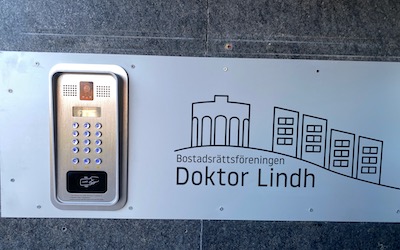 Bostadsrättsföreningen
Doktor Lindh